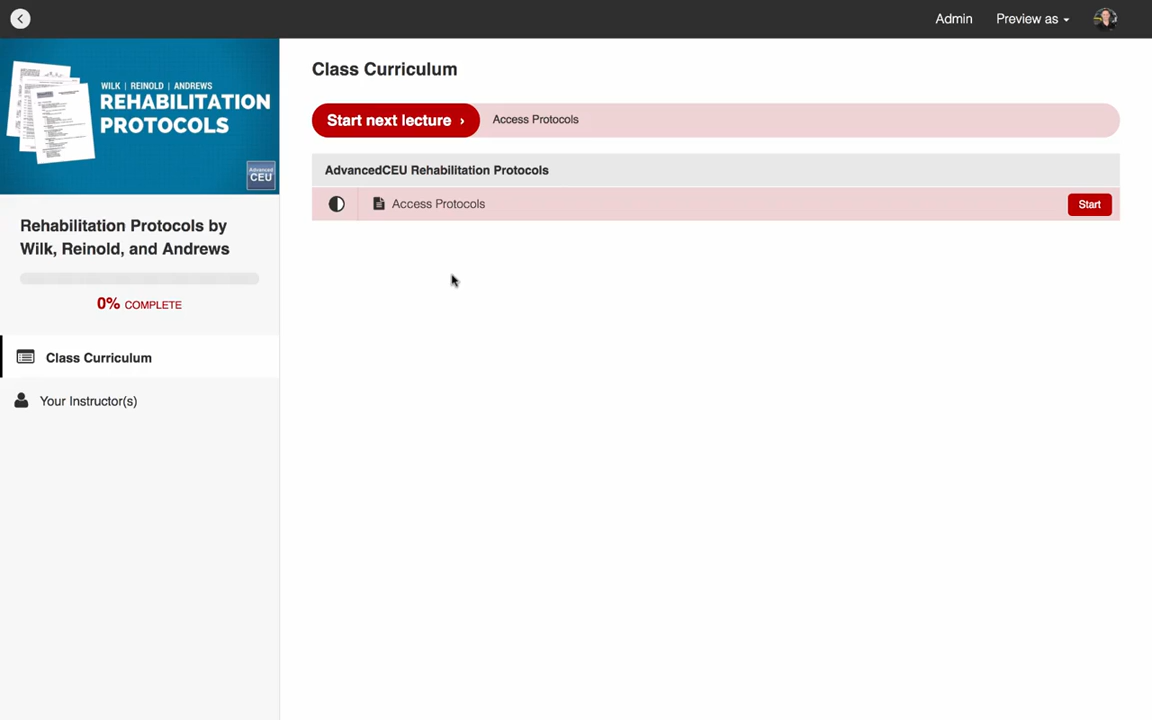 Admin
Preview as
WILK | REINOLD | ANDREWS
REHABILITATION
PROTOCOLS
Advanced
CEU
Rehabilitation Protocols by
Wilk, Reinold, and Andrews
0% COMPLETE
Class Curriculum
Your Instructor(s)
Class Curriculum
Start next lecture ›
Access Protocols
AdvancedCEU Rehabilitation Protocols
Access Protocols
Start